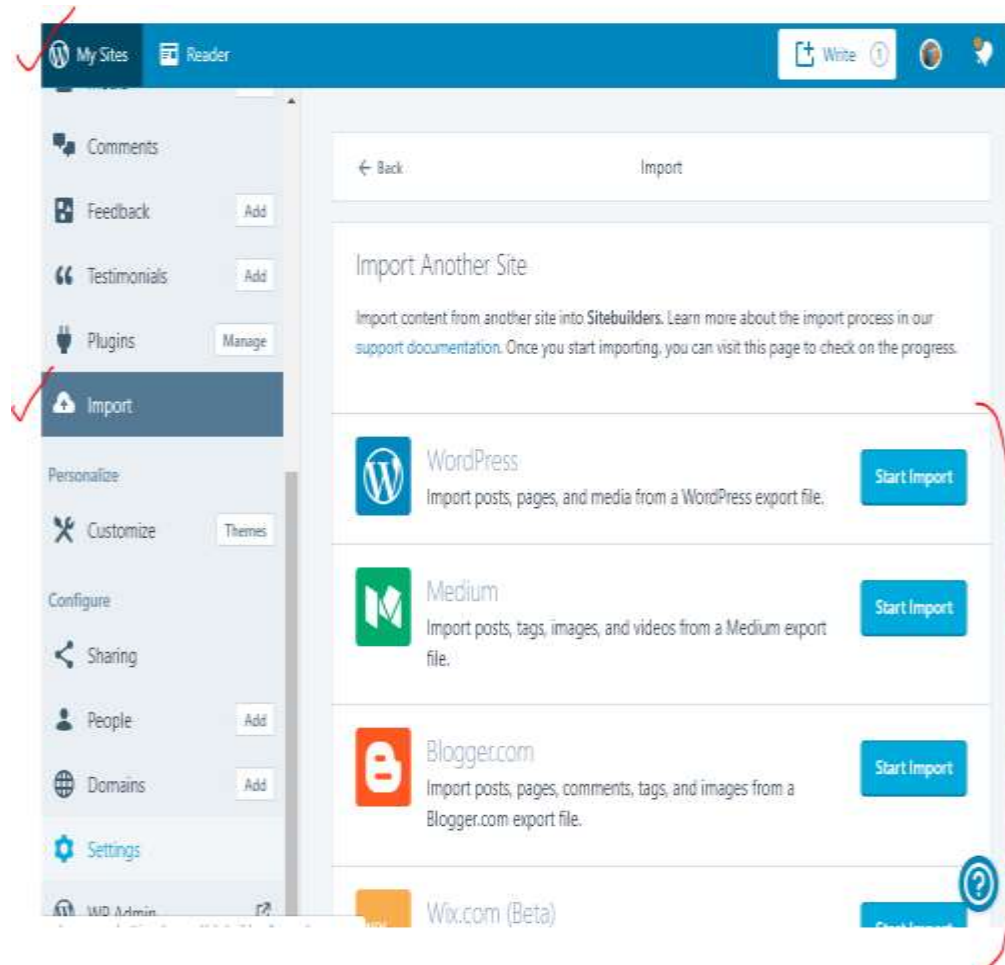 My Sites
Reader
Write 1
Comments
Feedback
Add
Testimonials
Add
Plugins
Manage
Import
Personalize
Customize
Themes
Configure
Sharing
People
Add
Domains
Add
Settings
WP Admin
← Back
Import
Import Another Site
Import content from another site into Sitebuilders. Learn more about the import process in our
support documentation. Once you start importing, you can visit this page to check on the progress.
WordPress
Import posts, pages, and media from a WordPress export file.
Start Import
Medium
Import posts, tags, images, and videos from a Medium export
file.
Start Import
Blogger.com
Import posts, pages, comments, tags, and images from a
Blogger.com export file.
Start Import
Wix.com (Beta)
Start Import
?